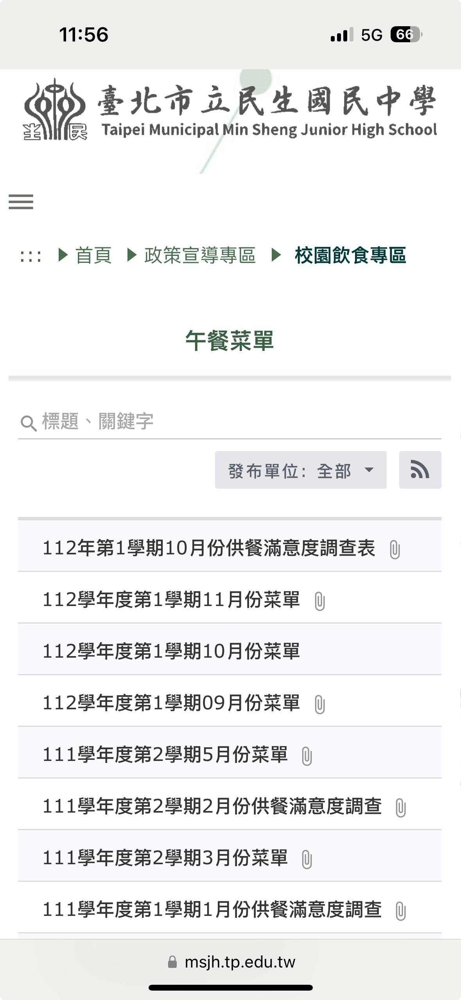 11:56 5G 66
臺北市立民生國民中學
生 民 Taipei Municipal Min Sheng Junior High School
::: 首頁 政策宣導專區 校園飲食專區
午餐菜單
標題、關鍵字
發布單位: 全部
112年第1學期10月份供餐滿意度調查表
112學年度第1學期11月份菜單
112學年度第1學期10月份菜單
112學年度第1學期09月份菜單
111學年度第2學期5月份菜單
111學年度第2學期2月份供餐滿意度調查
111學年度第2學期3月份菜單
111學年度第1學期1月份供餐滿意度調查
msjh.tp.edu.tw